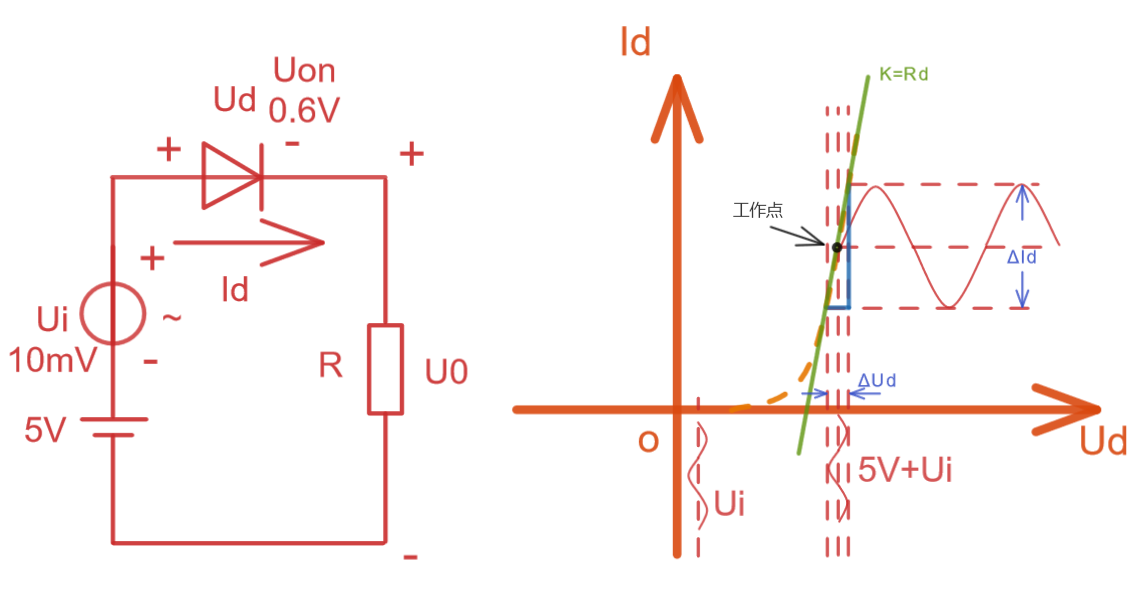 Uon
Ud 0.6V
+ - +
Id
+
Ui ~
10mV -
5V
R U0
-
Id
K=Rd
工作点
ΔId
ΔUd
o
Ud
Ui
5V+Ui